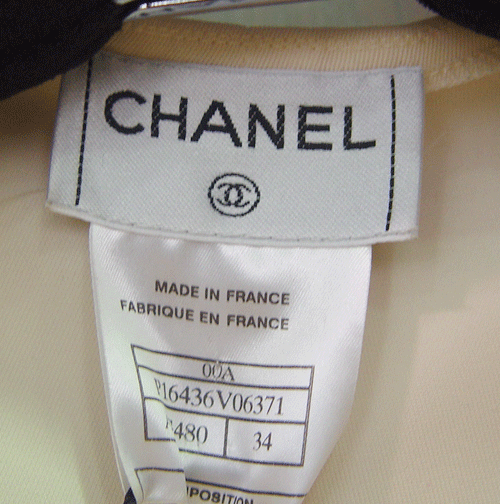 CHANEL
MADE IN FRANCE
FABRIQUE EN FRANCE
00A
P16436V06371
480 34